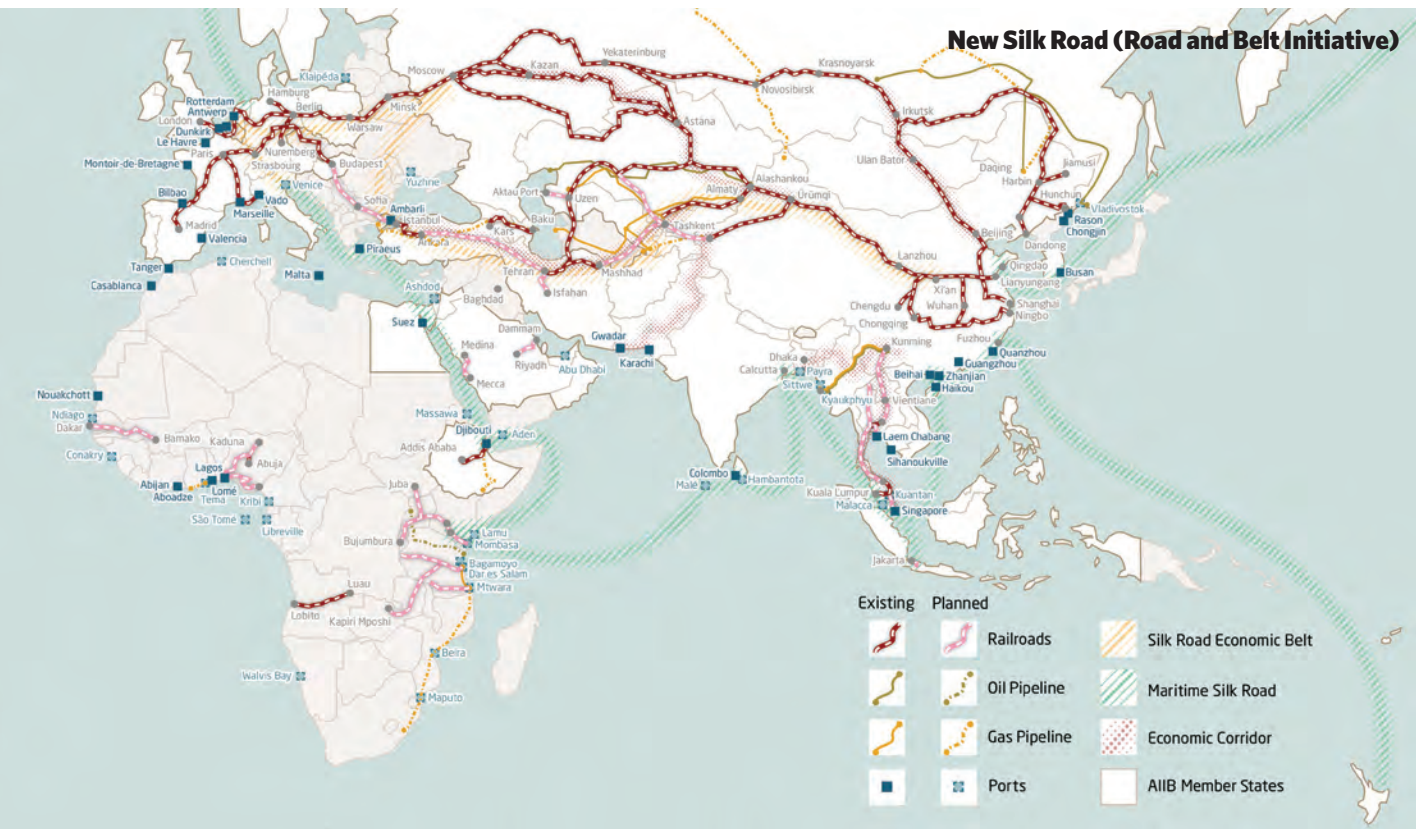 New Silk Road (Road and Belt Initiative)
Yekaterinburg
Krasnoyarsk
Kazan
Moscow
Klaipėda
Novosibirsk
Hamburg
Rotterdam
Antwerp
Berlin
Minsk
Irkutsk
London
Warsaw
Astana
Dunkirk
Le Havre
Paris
Nuremberg
Ulan Bator
Daqing
Jiamusi
Montoir-de-Bretagne
Strasbourg
Budapest
Alashankou
Harbin
Venice
Yuzhne
Aktau Port
Almaty
Ürümqi
Hunchun
Bilbao
Vado
Sofia
Uzen
Vladivostok
Marseille
Ambarli
Istanbul
Rason
Madrid
Baku
Tashkent
Beijing
Chongjin
Valencia
Ankara
Kars
Dandong
Piraeus
Lanzhou
Tanger
Cherchell
Malta
Tehran
Mashhad
Qingdao
Busan
Casablanca
Ashdod
Baghdad
Isfahan
Xi'an
Lianyungang
Chengdu
Wuhan
Shanghai
Suez
Dammam
Gwadar
Chongqing
Ningbo
Medina
Karachi
Fuzhou
Riyadh
Abu Dhabi
Dhaka
Kunming
Quanzhou
Mecca
Calcutta
Payra
Guangzhou
Sittwe
Beihai
Zhanjian
Nouakchott
Kyaukphyu
Haikou
Ndiago
Massawa
Vientiane
Dakar
Djibouti
Aden
Bamako
Kaduna
Addis Ababa
Laem Chabang
Conakry
Abuja
Sihanoukville
Lagos
Colombo
Hambantota
Abijan
Lomé
Juba
Malé
Aboadze
Tema
Kribi
Kuala Lumpur
Kuantan
Malacca
São Tomé
Libreville
Lamu
Singapore
Bujumbura
Mombasa
Bagamoyo
Jakarta
Dar es Salam
Luau
Mtwara
Lobito
Kapiri Mposhi
Beira
Walvis Bay
Maputo
Existing Planned
Railroads
Silk Road Economic Belt
Oil Pipeline
Maritime Silk Road
Gas Pipeline
Economic Corridor
Ports
AIIB Member States